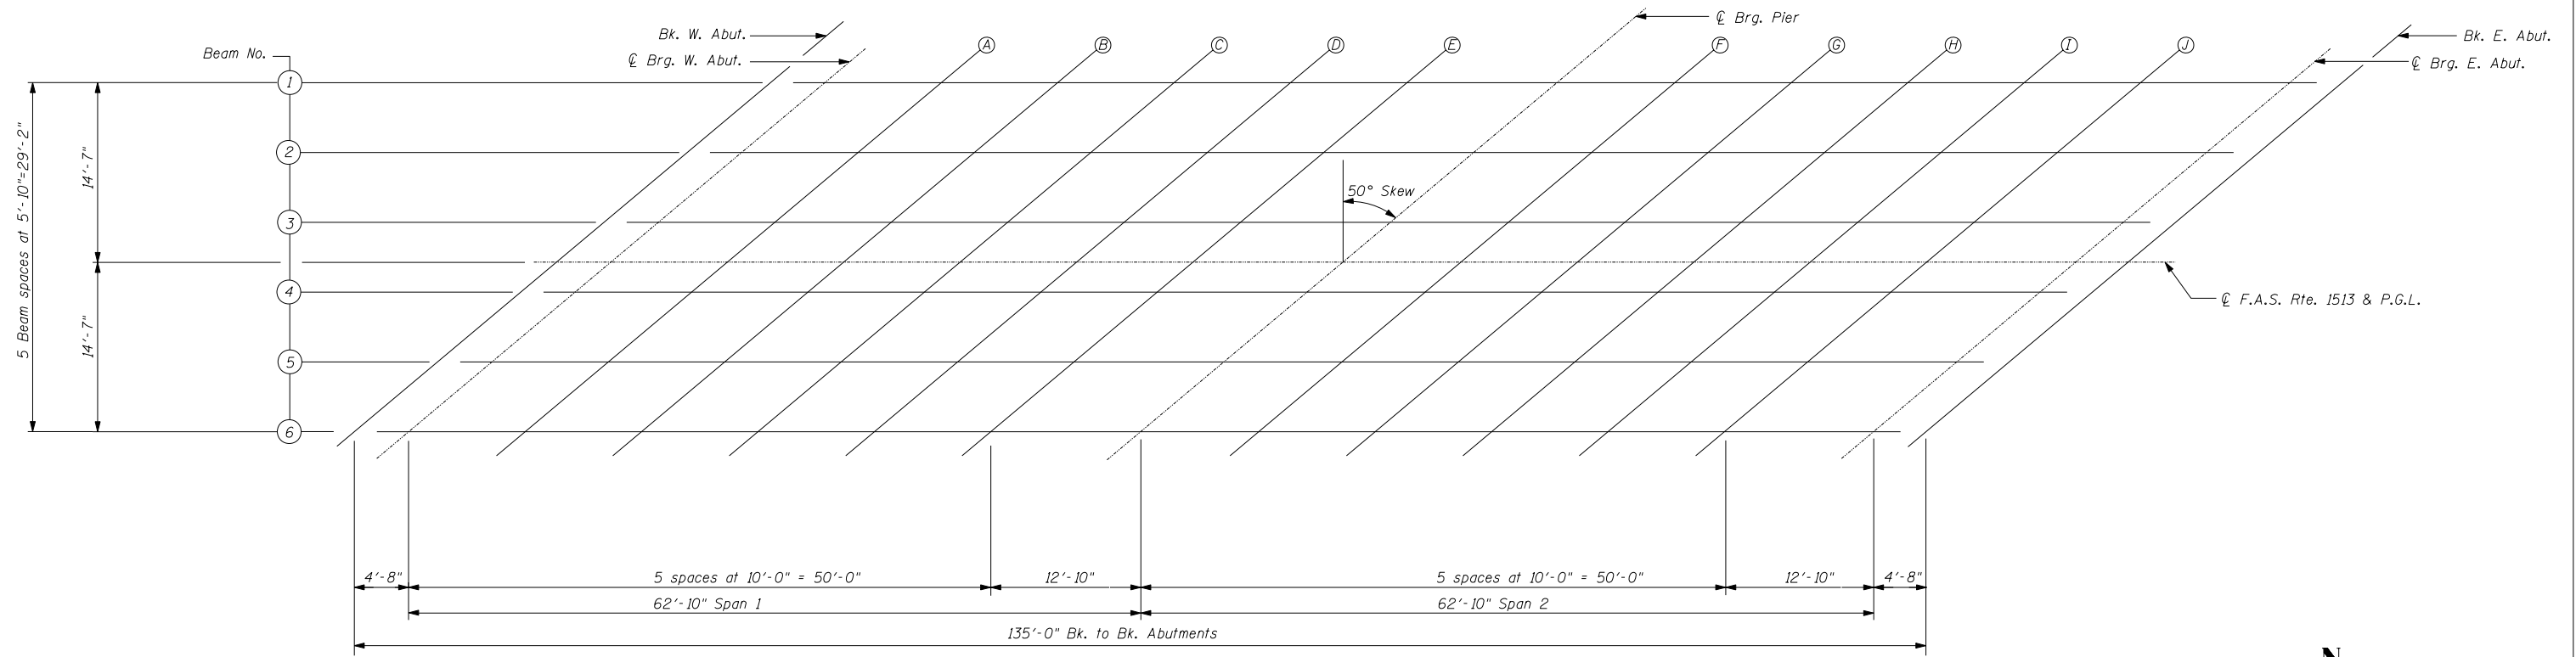 ℄ Brg. Pier
Bk. W. Abut.
Bk. E. Abut.
Beam No.
℄ Brg. W. Abut.
℄ Brg. E. Abut.
A B C D E F G H I J
1
2
3
4
5
6
5 Beam spaces at 5'-10"=29'-2"
14'-7"
14'-7"
50° Skew
℄ F.A.S. Rte. 1513 & P.G.L.
4'-8" 5 spaces at 10'-0" = 50'-0" 12'-10" 5 spaces at 10'-0" = 50'-0" 12'-10" 4'-8"
62'-10" Span 1 62'-10" Span 2
135'-0" Bk. to Bk. Abutments
N